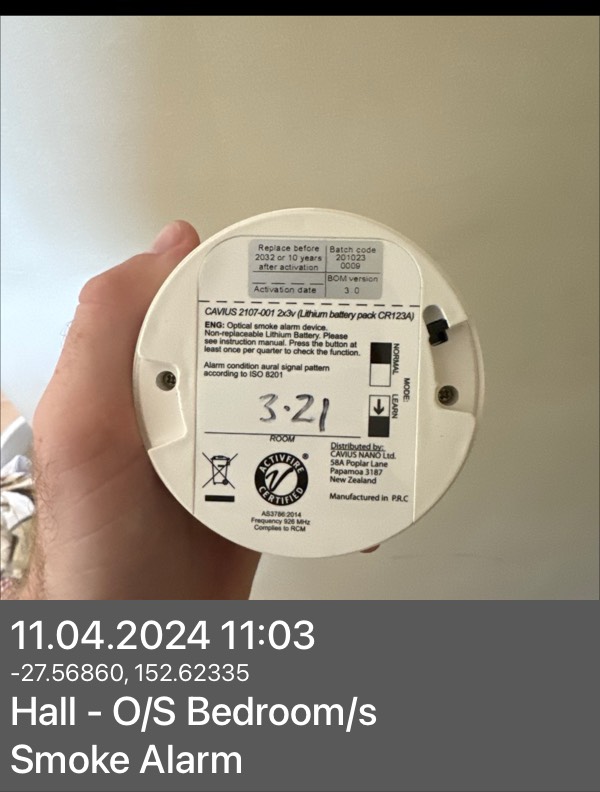 Replace before
2032 or 10 years
after activation
Activation date
Batch code
201023
0009
BOM version
3.0
CAVIUS 2107-001 2x3v (Lithium battery pack CR123A)
ENG: Optical smoke alarm device.
Non-replaceable Lithium Battery. Please
see instruction manual. Press the button at
least once per quarter to check the function.
Alarm condition aural signal pattern
according to ISO 8201
NORMAL
MODE:
LEARN
3.21
ROOM
ACTIVFIRE
CERTIFIED
®
AS3786:2014
Frequency 926 MHz
Complies to RCM
Distributed by:
CAVIUS NANO Ltd.
58A Poplar Lane
Papamoa 3187
New Zealand
Manufactured in P.R.C
11.04.2024 11:03
-27.56860, 152.62335
Hall - O/S Bedroom/s
Smoke Alarm